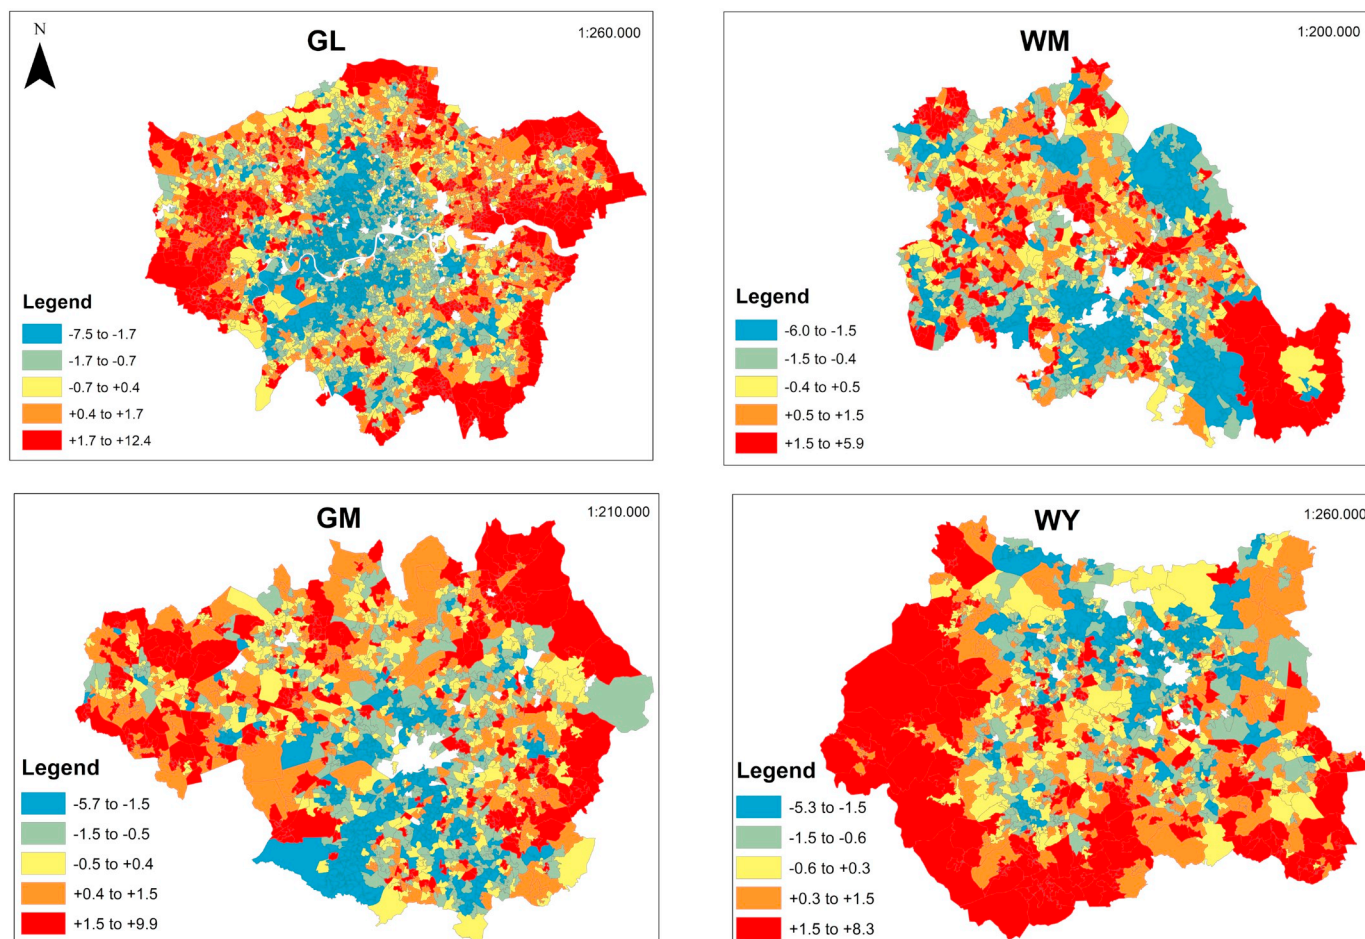 N
GL
1:260.000
Legend
-7.5 to -1.7
-1.7 to -0.7
-0.7 to +0.4
+0.4 to +1.7
+1.7 to +12.4
WM
1:200.000
Legend
-6.0 to -1.5
-1.5 to -0.4
-0.4 to +0.5
+0.5 to +1.5
+1.5 to +5.9
GM
1:210.000
Legend
-5.7 to -1.5
-1.5 to -0.5
-0.5 to +0.4
+0.4 to +1.5
+1.5 to +9.9
WY
1:260.000
Legend
-5.3 to -1.5
-1.5 to -0.6
-0.6 to +0.3
+0.3 to +1.5
+1.5 to +8.3